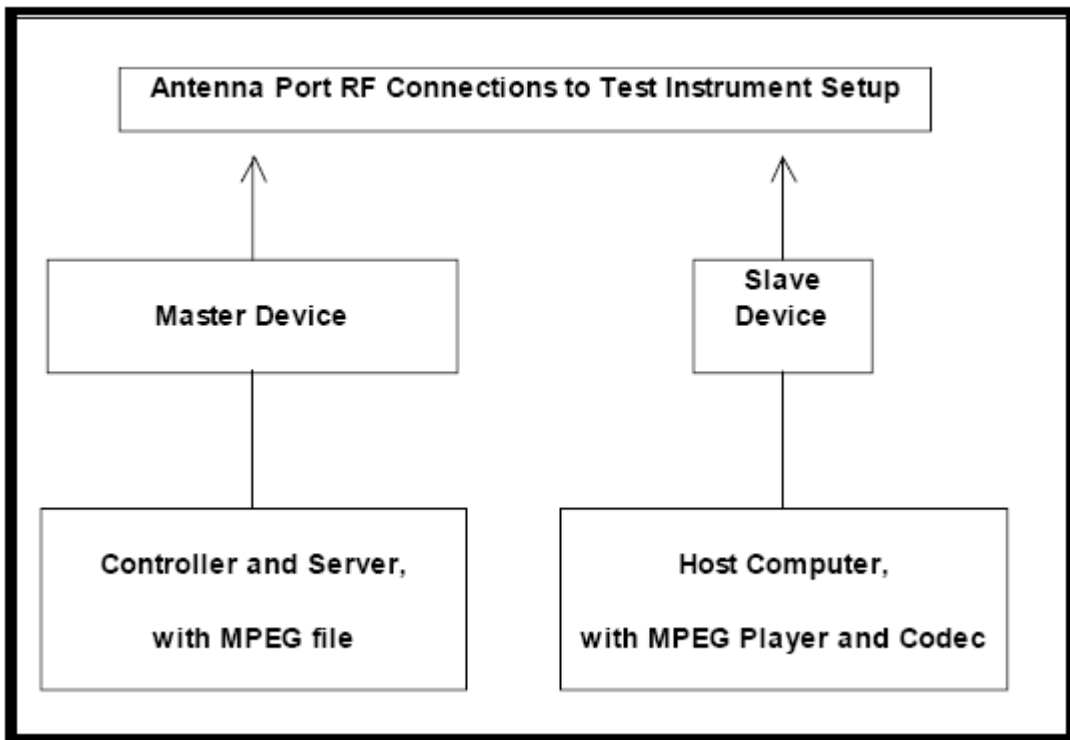 Antenna Port RF Connections to Test Instrument Setup
Master Device
Slave
Device
Controller and Server,
with MPEG file
Host Computer,
with MPEG Player and Codec